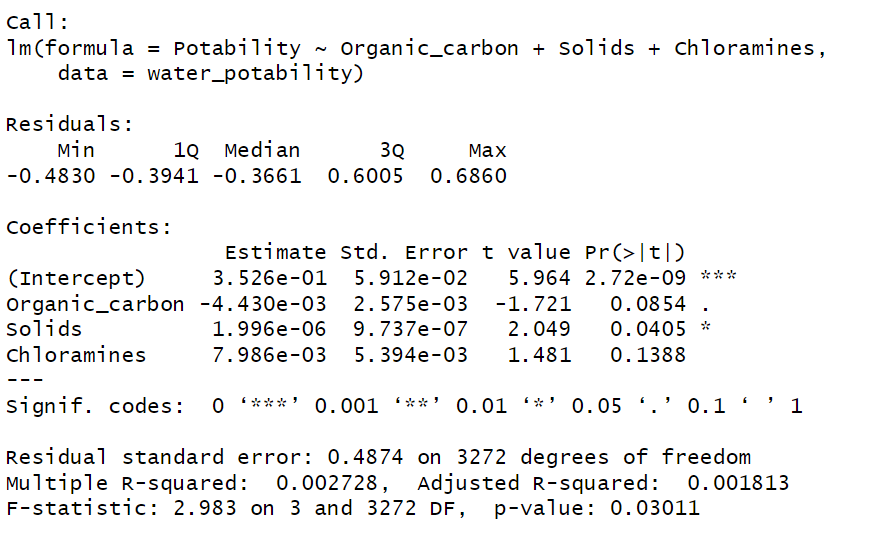 Call:
lm(formula = Potability ~ Organic_carbon + Solids + Chloramines,
    data = water_potability)

Residuals:
    Min      1Q  Median      3Q     Max
-0.4830 -0.3941 -0.3661  0.6005  0.6860

Coefficients:
                 Estimate Std. Error t value Pr(>|t|)
(Intercept)     3.526e-01  5.912e-02   5.964 2.72e-09 ***
Organic_carbon -4.430e-03  2.575e-03  -1.721   0.0854 .
Solids          1.996e-06  9.737e-07   2.049   0.0405 *
Chloramines     7.986e-03  5.394e-03   1.481   0.1388
---
Signif. codes:  0 ‘***’ 0.001 ‘**’ 0.01 ‘*’ 0.05 ‘.’ 0.1 ‘ ’ 1

Residual standard error: 0.4874 on 3272 degrees of freedom
Multiple R-squared:  0.002728,  Adjusted R-squared:  0.001813
F-statistic: 2.983 on 3 and 3272 DF,  p-value: 0.03011